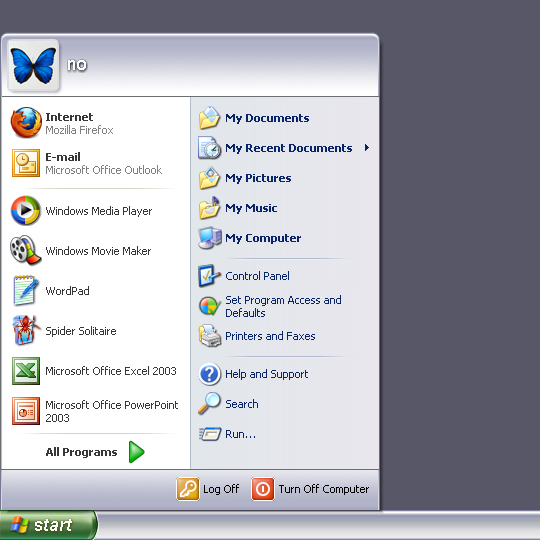 no
Internet
Mozilla Firefox
E-mail
Microsoft Office Outlook
Windows Media Player
Windows Movie Maker
WordPad
Spider Solitaire
Microsoft Office Excel 2003
Microsoft Office PowerPoint
2003
All Programs
My Documents
My Recent Documents
My Pictures
My Music
My Computer
Control Panel
Set Program Access and
Defaults
Printers and Faxes
Help and Support
Search
Run...
Log Off
Turn Off Computer
start